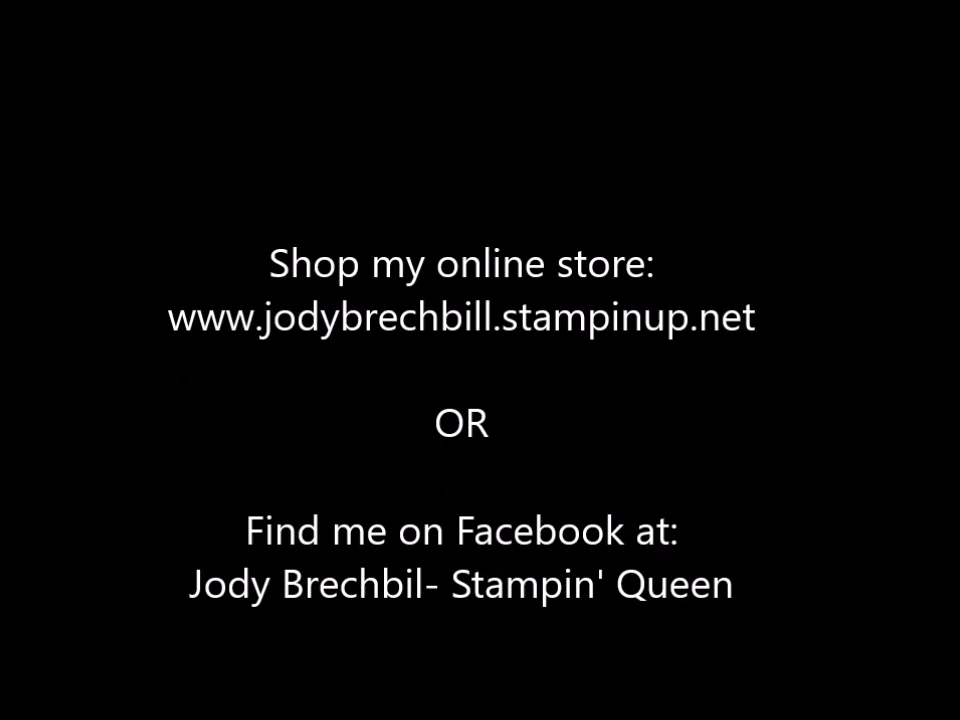 Shop my online store:
www.jodybrechbill.stampinup.net
OR
Find me on Facebook at:
Jody Brechbil- Stampin' Queen